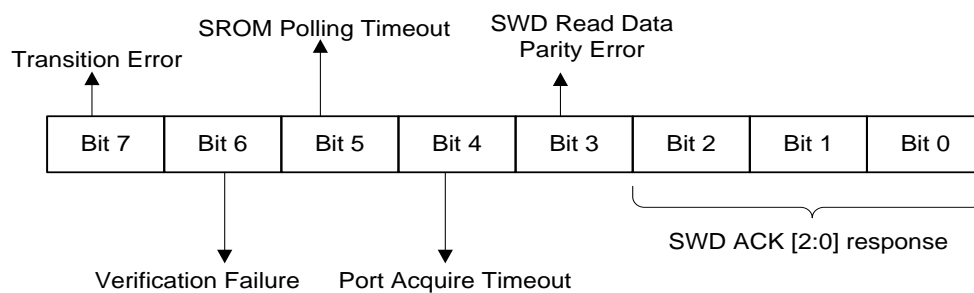 SROM Polling Timeout
SWD Read Data
Parity Error
Transition Error
Bit 7 Bit 6 Bit 5 Bit 4 Bit 3 Bit 2 Bit 1 Bit 0
SWD ACK [2:0] response
Verification Failure Port Acquire Timeout